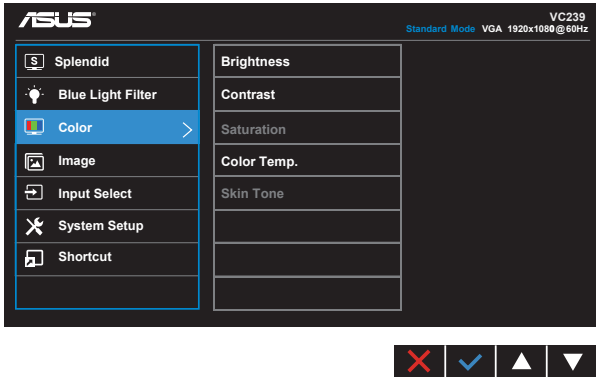 ASUS
VC239
Standard Mode VGA 1920x1080@60Hz
S Splendid
Blue Light Filter
Color
Image
Input Select
System Setup
Shortcut
Brightness
Contrast
Saturation
Color Temp.
Skin Tone